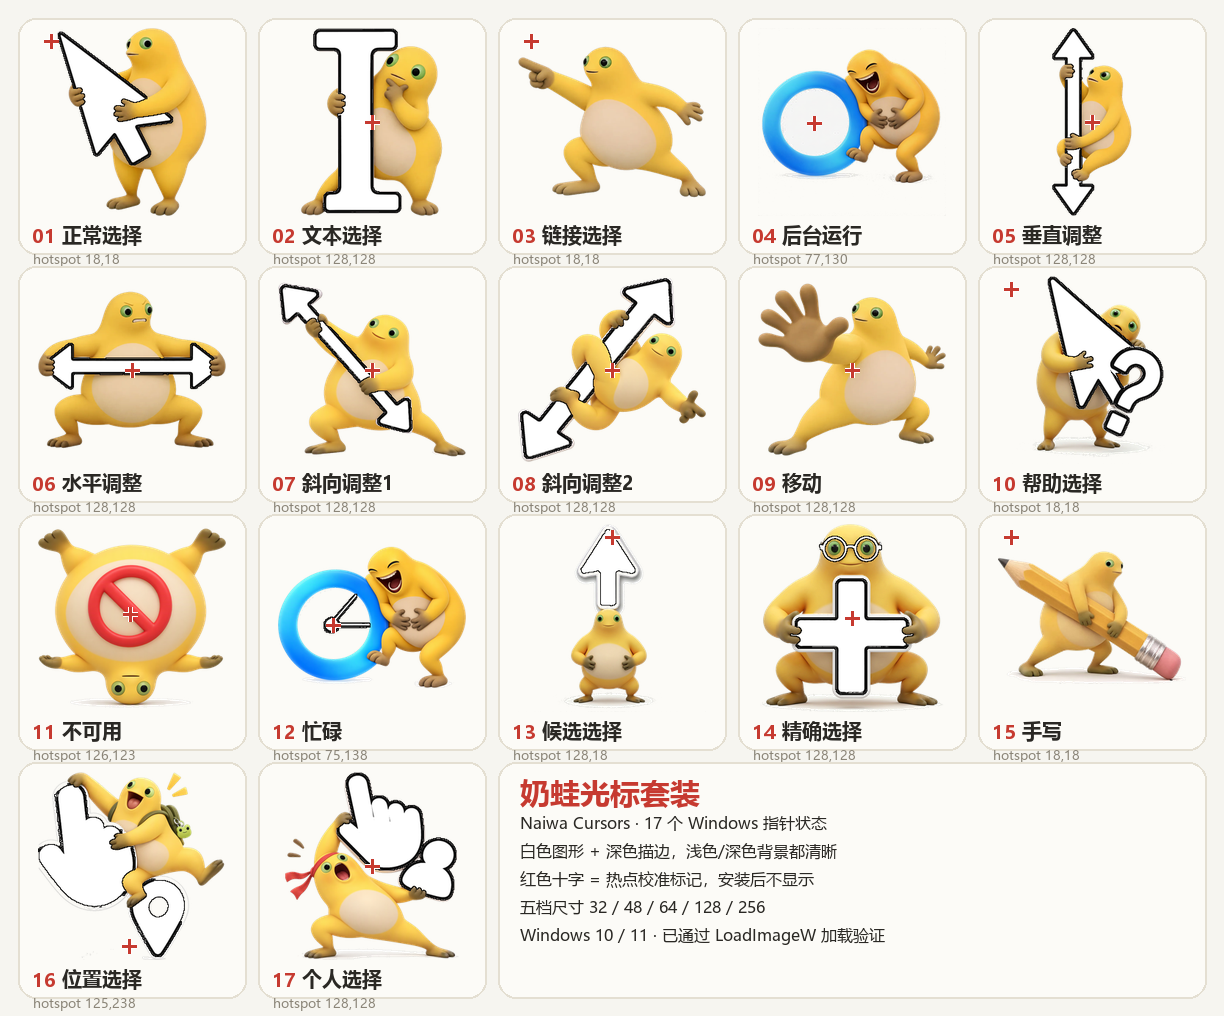 01 正常选择
hotspot 18,18
02 文本选择
hotspot 128,128
03 链接选择
hotspot 18,18
04 后台运行
hotspot 77,130
05 垂直调整
hotspot 128,128
06 水平调整
hotspot 128,128
07 斜向调整1
hotspot 128,128
08 斜向调整2
hotspot 128,128
09 移动
hotspot 128,128
10 帮助选择
hotspot 18,18
11 不可用
hotspot 126,123
12 忙碌
hotspot 75,138
13 候选选择
hotspot 128,18
14 精确选择
hotspot 128,128
15 手写
hotspot 18,18
16 位置选择
hotspot 125,238
17 个人选择
hotspot 128,128
奶蛙光标套装
Naiwa Cursors · 17 个 Windows 指针状态
白色图形 + 深色描边，浅色/深色背景都清晰
红色十字 = 热点校准标记，安装后不显示
五档尺寸 32 / 48 / 64 / 128 / 256
Windows 10 / 11 · 已通过 LoadImageW 加载验证